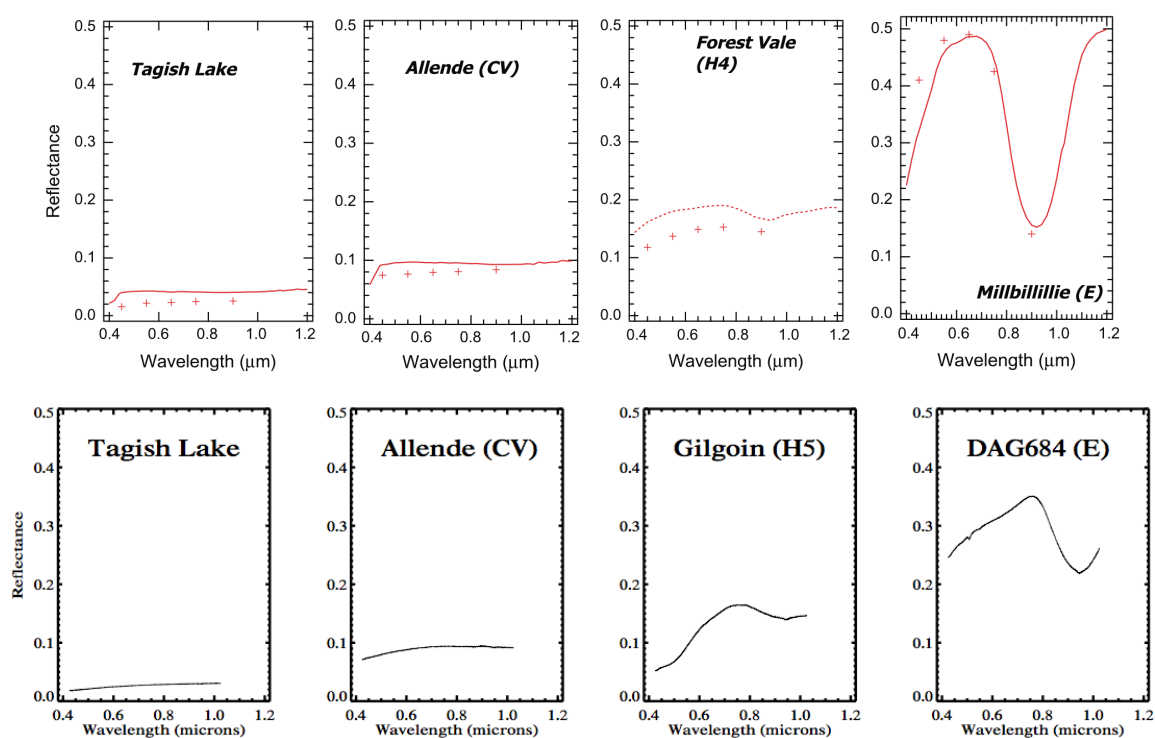 Reflectance
0.5
0.4
0.3
0.2
0.1
0.0
Tagish Lake
0.4 0.6 0.8 1.0 1.2
Wavelength (μm)
0.5
0.4
0.3
0.2
0.1
0.0
Allende (CV)
0.4 0.6 0.8 1.0 1.2
Wavelength (μm)
0.5
0.4
0.3
0.2
0.1
0.0
Forest Vale
(H4)
0.4 0.6 0.8 1.0 1.2
Wavelength (μm)
0.5
0.4
0.3
0.2
0.1
0.0
Millbillillie (E)
0.4 0.6 0.8 1.0 1.2
Wavelength (μm)
Reflectance
0.5
0.4
0.3
0.2
0.1
0.0
Tagish Lake
0.4 0.6 0.8 1.0 1.2
Wavelength (microns)
0.5
0.4
0.3
0.2
0.1
0.0
Allende (CV)
0.4 0.6 0.8 1.0 1.2
Wavelength (microns)
0.5
0.4
0.3
0.2
0.1
0.0
Gilgoin (H5)
0.4 0.6 0.8 1.0 1.2
Wavelength (microns)
0.5
0.4
0.3
0.2
0.1
0.0
DAG684 (E)
0.4 0.6 0.8 1.0 1.2
Wavelength (microns)